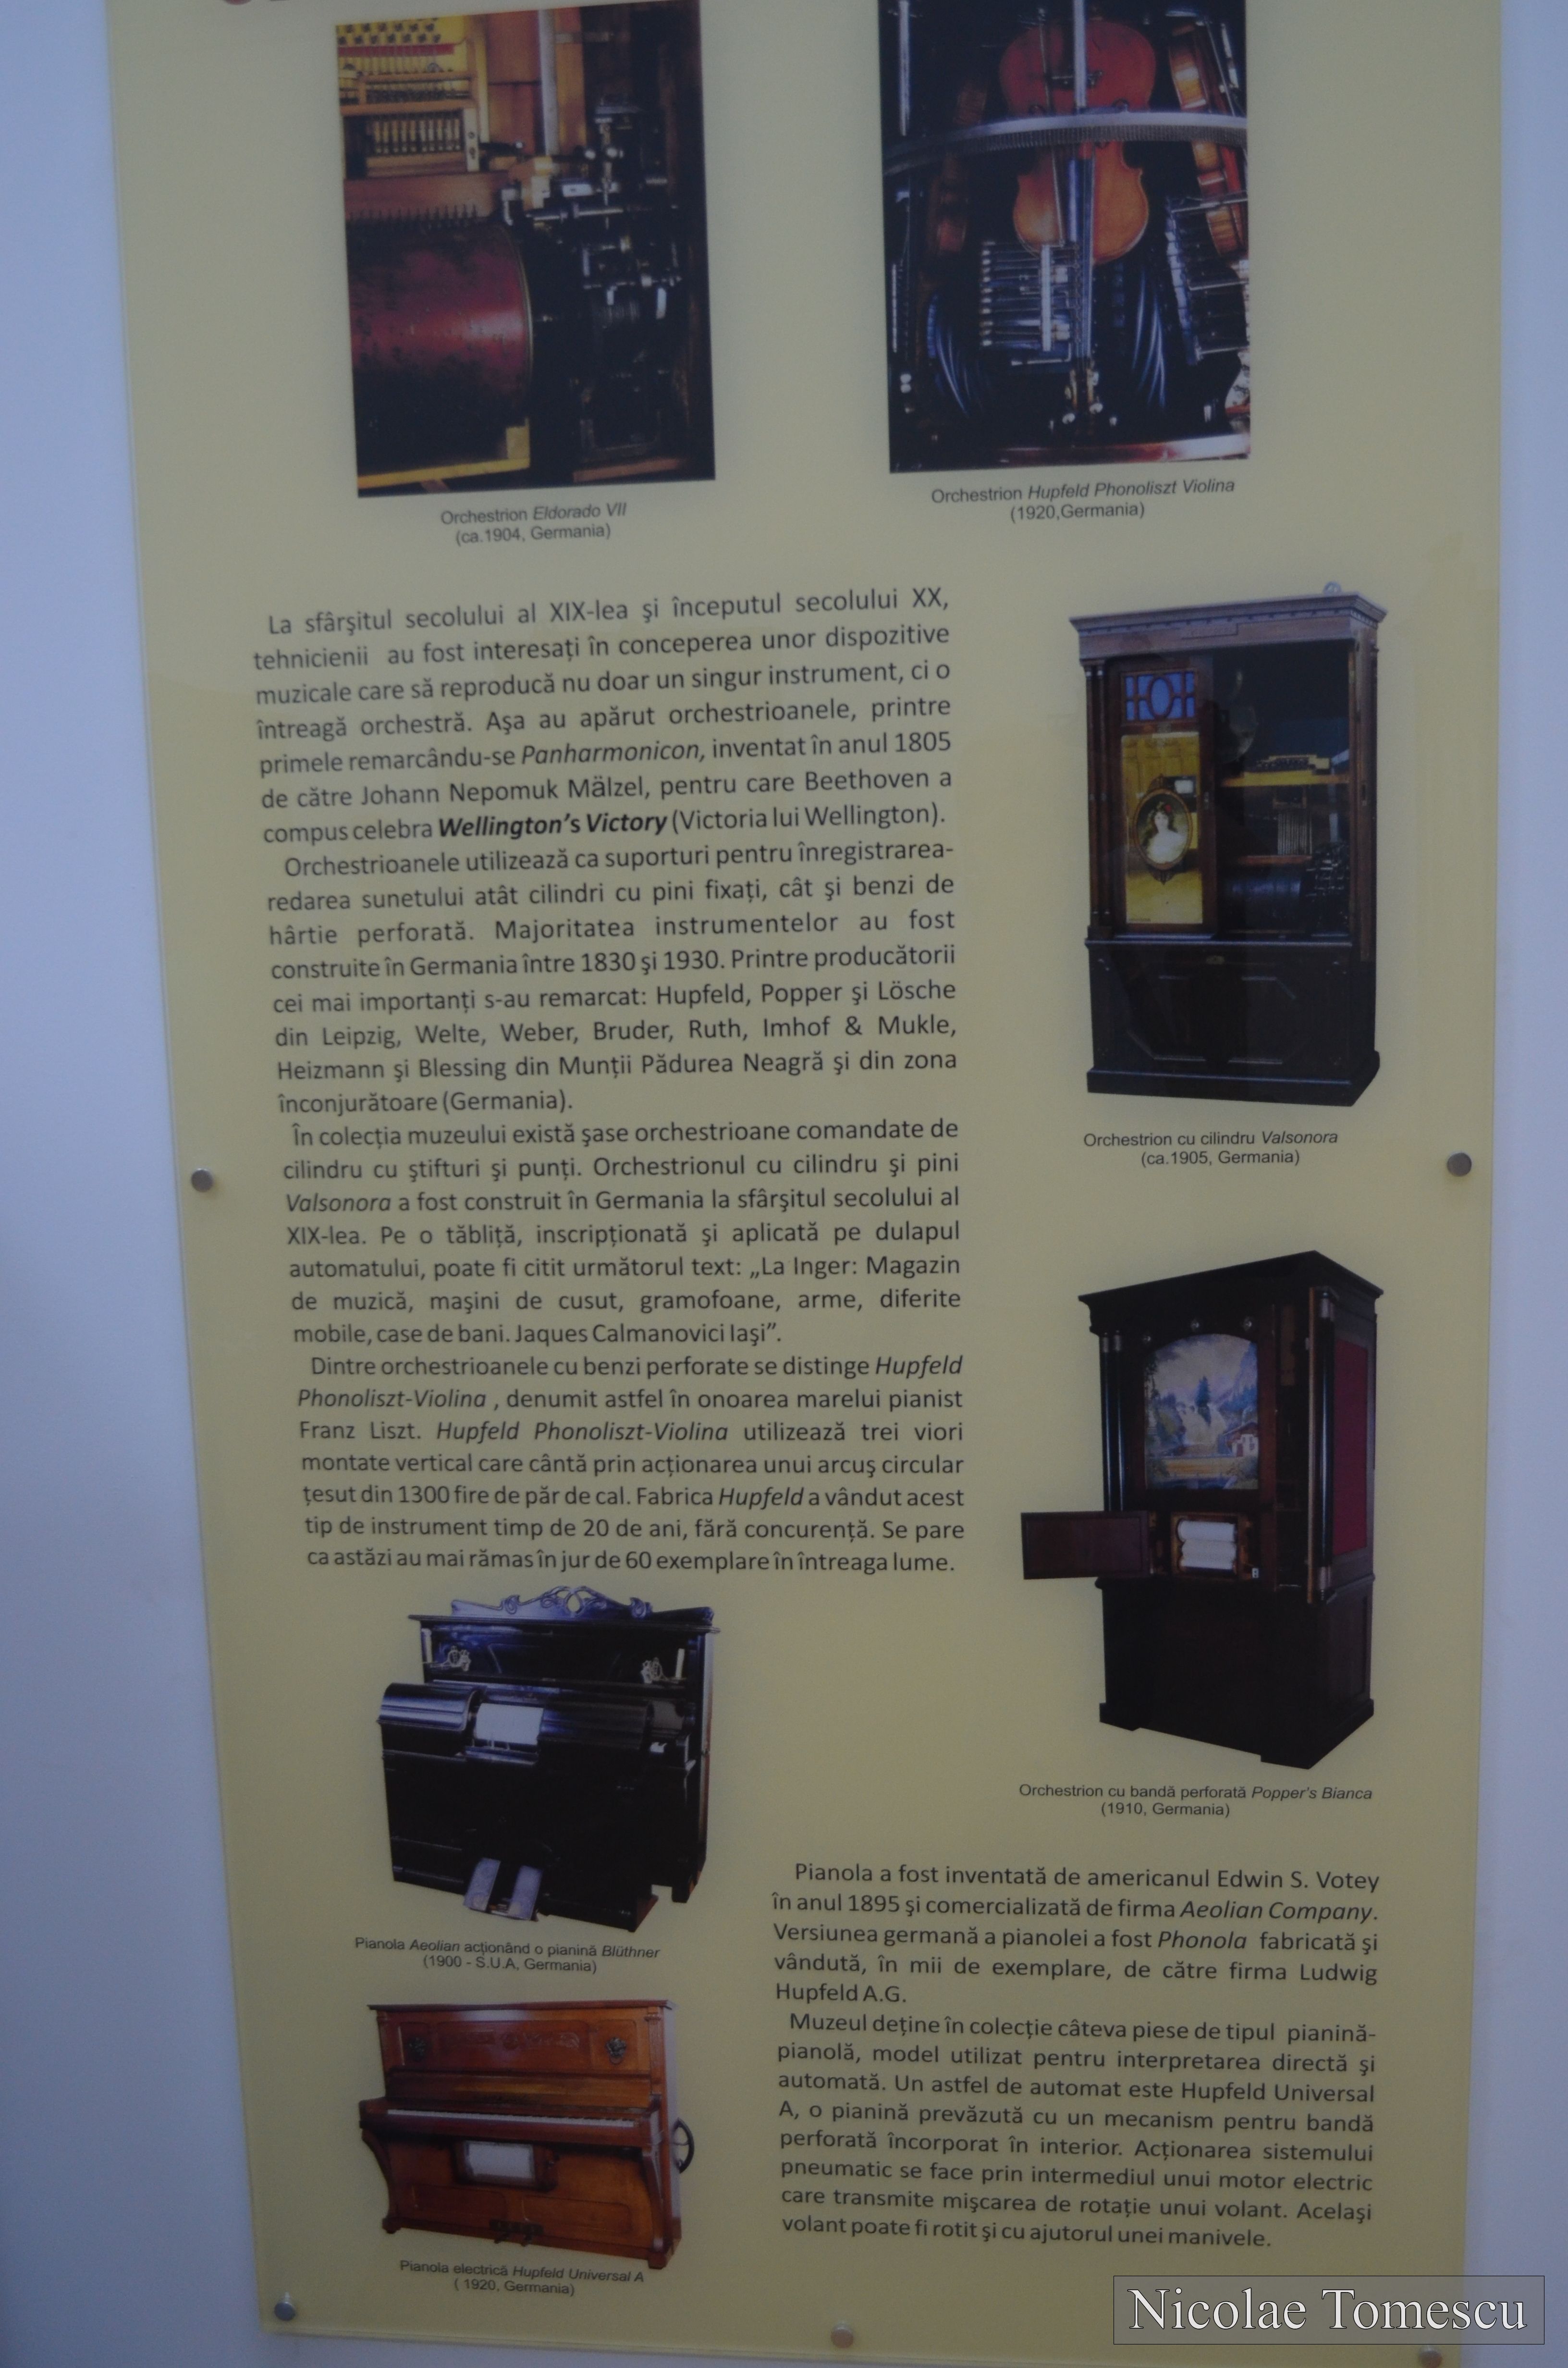 Orchestrion Eldorado VII
(ca.1904, Germania)
Orchestrion Hupfeld Phonoliszt Violina
(1920,Germania)
La sfârşitul secolului al XIX-lea şi începutul secolului XX,
tehnicienii au fost interesaţi în conceperea unor dispozitive
muzicale care să reproducă nu doar un singur instrument, ci o
întreagă orchestră. Aşa au apărut orchestrioanele, printre
primele remarcându-se Panharmonicon, inventat în anul 1805
de către Johann Nepomuk Mälzel, pentru care Beethoven a
compus celebra Wellington's Victory (Victoria lui Wellington).
Orchestrioanele utilizează ca suporturi pentru înregistrarea-
redarea sunetului atât cilindri cu pini fixaţi, cât şi benzi de
hârtie perforată. Majoritatea instrumentelor au fost
construite în Germania între 1830 şi 1930. Printre producătorii
cei mai importanţi s-au remarcat: Hupfeld, Popper şi Lösche
din Leipzig, Welte, Weber, Bruder, Ruth, Imhof & Mukle,
Heizmann şi Blessing din Munţii Pădurea Neagră şi din zona
înconjurătoare (Germania).
În colecţia muzeului există şase orchestrioane comandate de
cilindru cu ştifturi şi punţi. Orchestrionul cu cilindru şi pini
Valsonora a fost construit în Germania la sfârşitul secolului al
XIX-lea. Pe o tăbliţă, inscripţionată şi aplicată pe dulapul
automatului, poate fi citit următorul text: „La Inger: Magazin
de muzică, maşini de cusut, gramofoane, arme, diferite
mobile, case de bani. Jaques Calmanovici Iaşi”.
Dintre orchestrioanele cu benzi perforate se distinge Hupfeld
Phonoliszt-Violina , denumit astfel în onoarea marelui pianist
Franz Liszt. Hupfeld Phonoliszt-Violina utilizează trei viori
montate vertical care cântă prin acţionarea unui arcuş circular
ţesut din 1300 fire de păr de cal. Fabrica Hupfeld a vândut acest
tip de instrument timp de 20 de ani, fără concurenţă. Se pare
ca astăzi au mai rămas în jur de 60 exemplare în întreaga lume.
Orchestrion cu cilindru Valsonora
(ca.1905, Germania)
Orchestrion cu bandă perforată Popper's Bianca
(1910, Germania)
Pianola Aeolian acţionând o pianină Blüthner
(1900 - S.U.A, Germania)
Pianola electrică Hupfeld Universal A
( 1920, Germania)
Pianola a fost inventată de americanul Edwin S. Votey
în anul 1895 şi comercializată de firma Aeolian Company.
Versiunea germană a pianolei a fost Phonola fabricată şi
vândută, în mii de exemplare, de către firma Ludwig
Hupfeld A.G.
Muzeul deţine în colecţie câteva piese de tipul pianină-
pianolă, model utilizat pentru interpretarea directă şi
automată. Un astfel de automat este Hupfeld Universal
A, o pianină prevăzută cu un mecanism pentru bandă
perforată încorporat în interior. Acţionarea sistemului
pneumatic se face prin intermediul unui motor electric
care transmite mişcarea de rotaţie unui volant. Acelaşi
volant poate fi rotit şi cu ajutorul unei manivele.
Nicolae Tomescu